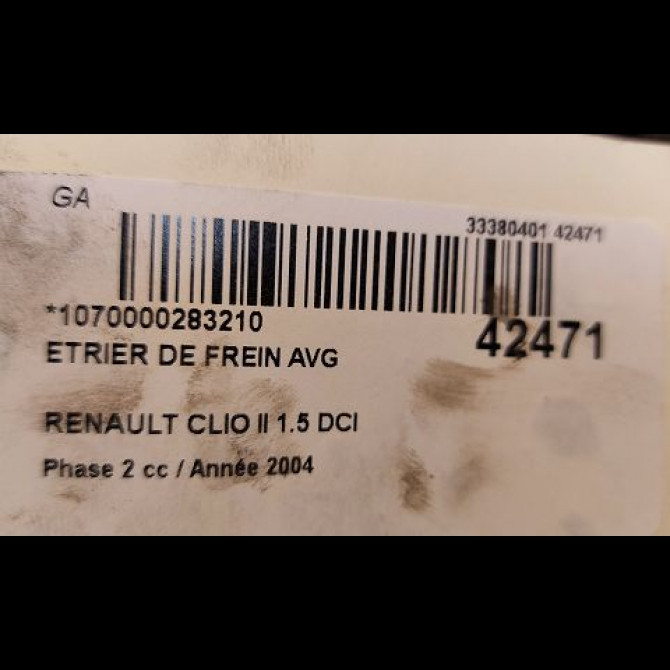 GA
33380401 42471
*1070000283210
42471
ETRIER DE FREIN AVG
RENAULT CLIO II 1.5 DCI
Phase 2 cc / Année 2004